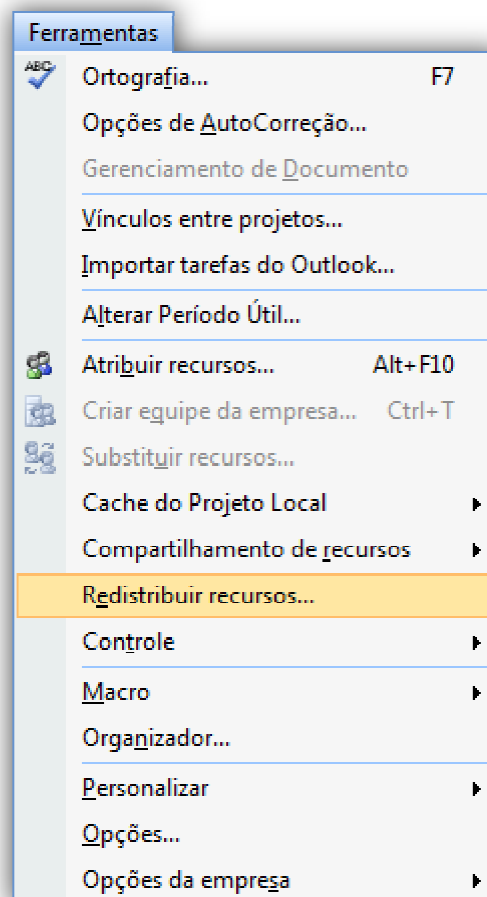 Ferramentas
ABC Ortografia... F7
Opções de AutoCorreção...
Gerenciamento de Documento
Vínculos entre projetos...
Importar tarefas do Outlook...
Alterar Período Útil...
Atribuir recursos... Alt+F10
Criar equipe da empresa... Ctrl+T
Substituir recursos...
Cache do Projeto Local
Compartilhamento de recursos
Redistribuir recursos...
Controle
Macro
Organizador...
Personalizar
Opções...
Opções da empresa